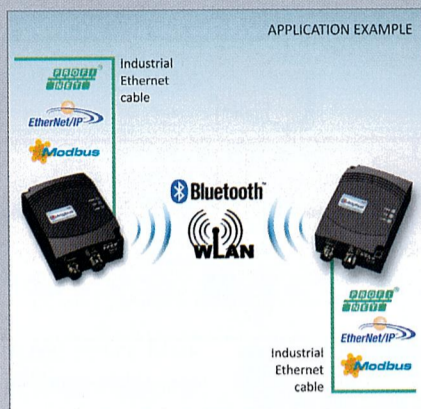 APPLICATION EXAMPLE
Industrial
Ethernet
cable
PROFI
NET
EtherNet/IP
Modbus
Bluetooth™
WLAN
PROFI
NET
EtherNet/IP
Modbus
Industrial
Ethernet
cable